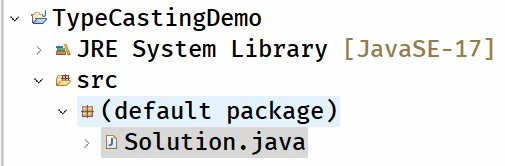 TypeCastingDemo
JRE System Library [JavaSE-17]
src
(default package)
Solution.java